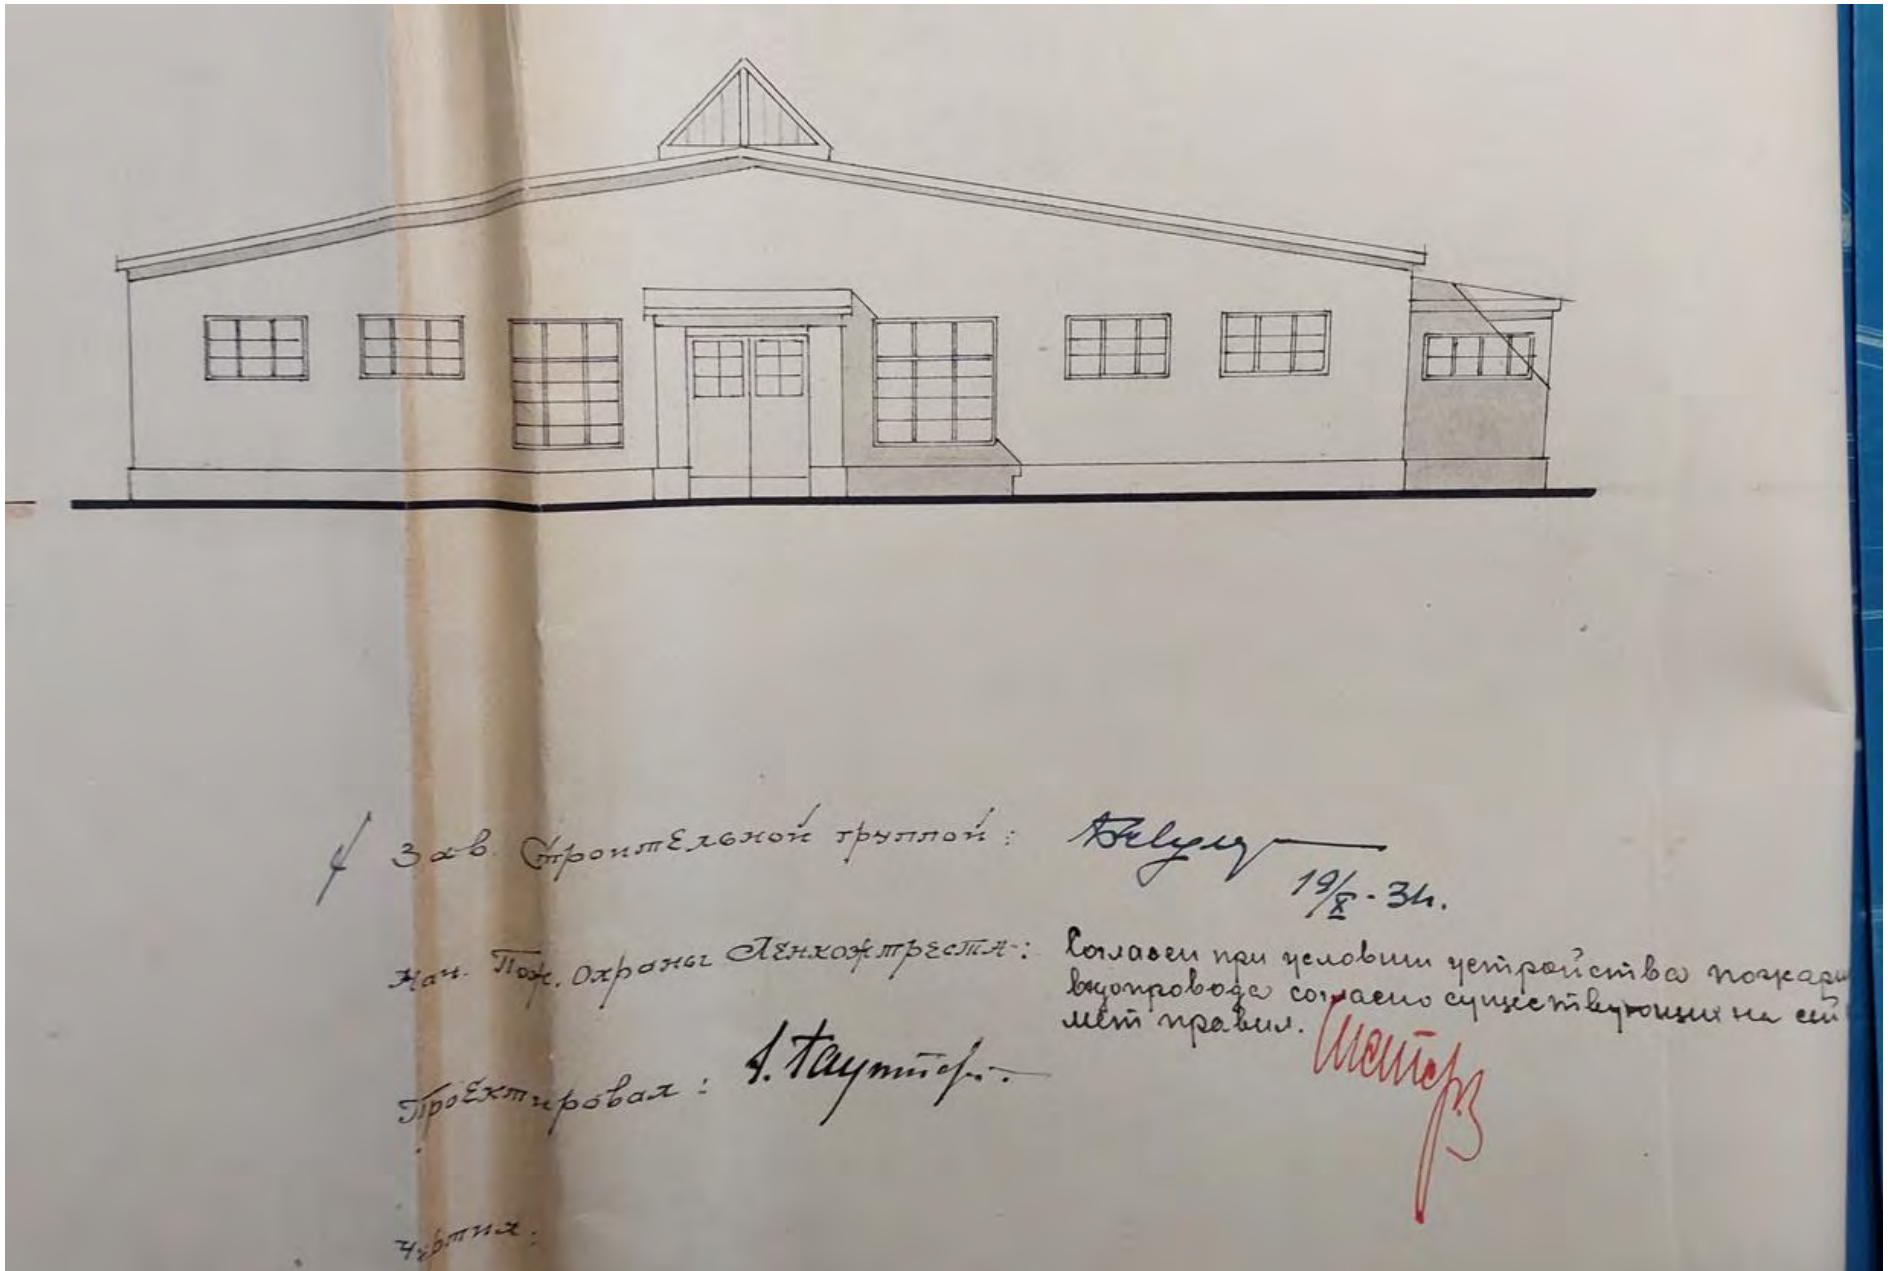 Зав. Строительной группой:
19/X - 34.
Нач. Пож. Охраны Ленкожтреста:
Согласен при условии устройства пожарн
водопровода согласно существующих на сей
мет правил.
Проектировал:
Чертил: